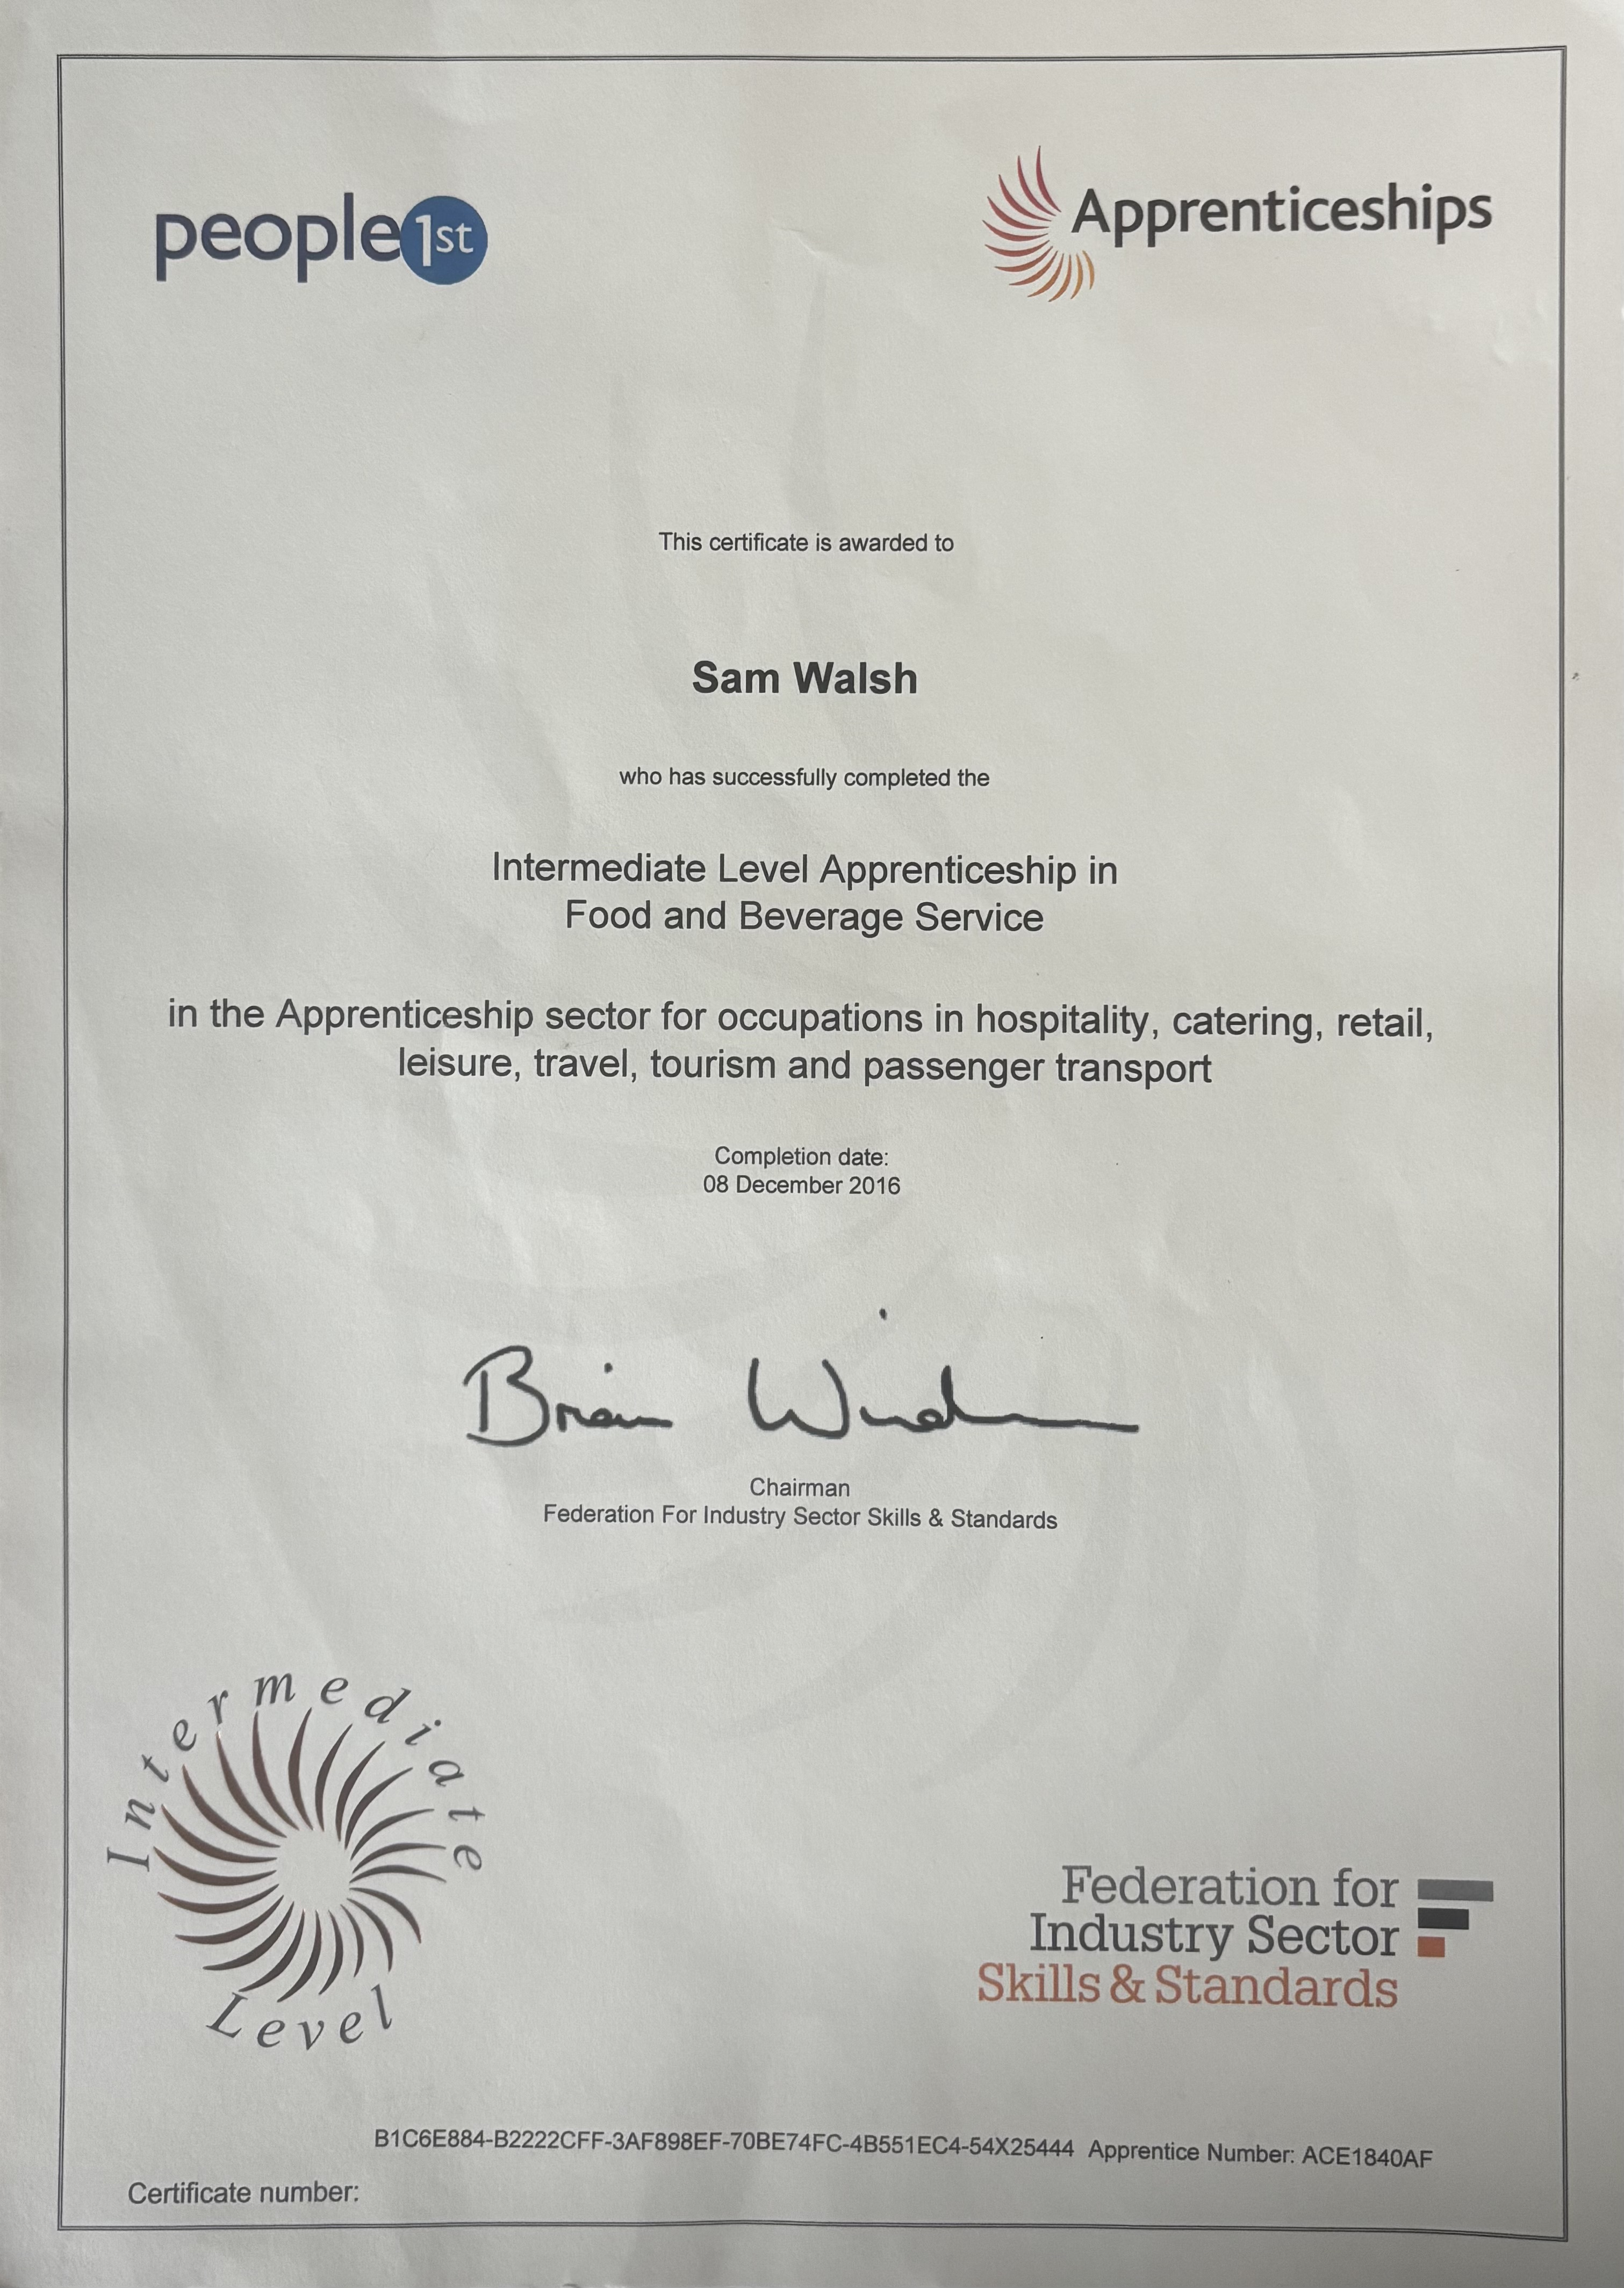 people1st
Apprenticeships
This certificate is awarded to
Sam Walsh
who has successfully completed the
Intermediate Level Apprenticeship in
Food and Beverage Service
in the Apprenticeship sector for occupations in hospitality, catering, retail,
leisure, travel, tourism and passenger transport
Completion date:
08 December 2016
Brian
Chairman
Federation For Industry Sector Skills & Standards
Intermediate
Level
Federation for
Industry Sector
Skills & Standards
B1C6E884-B2222CFF-3AF898EF-70BE74FC-4B551EC4-54X25444 Apprentice Number: ACE1840AF
Certificate number: